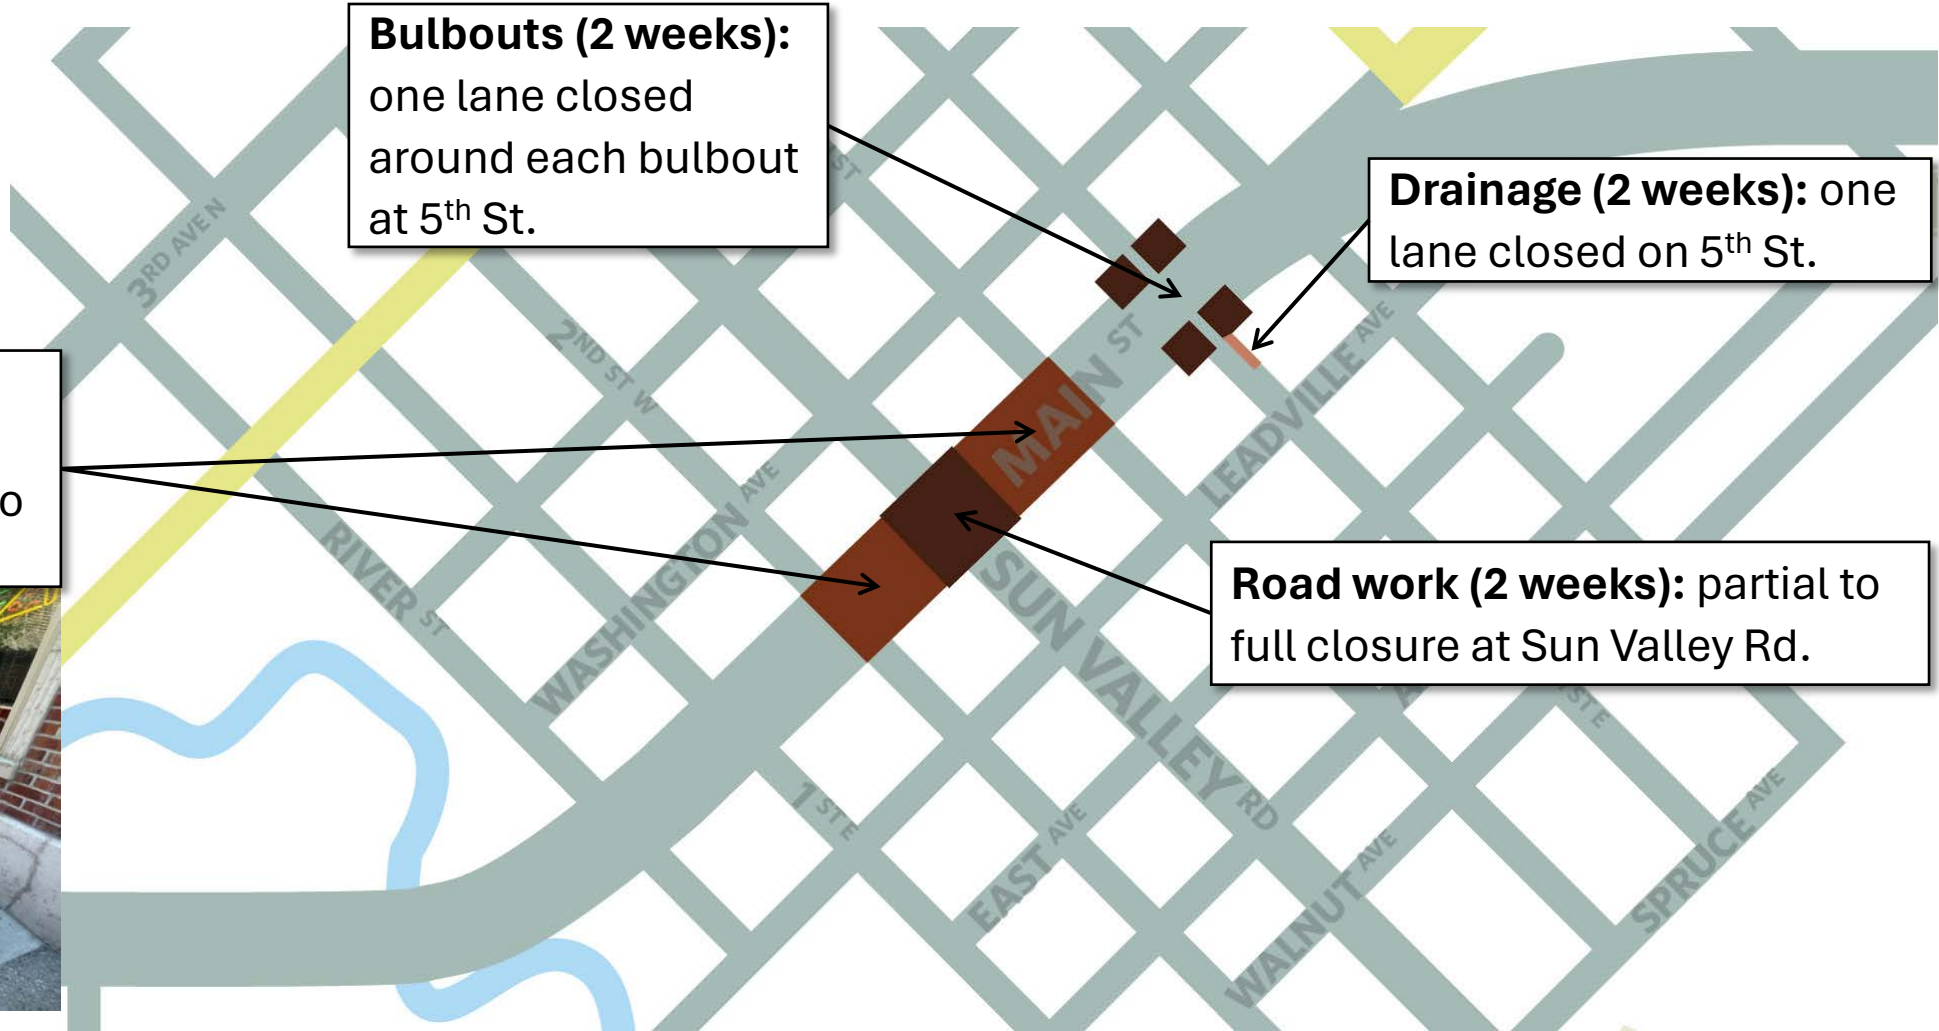 Bulbouts (2 weeks):
one lane closed
around each bulbout
at 5th St.
Drainage (2 weeks): one
lane closed on 5th St.
Road work (2 weeks): partial to
full closure at Sun Valley Rd.
o
3RD AVE N
ST
2ND ST W
MAIN ST
LEADVILLE AVE
RIVER ST
WASHINGTON AVE
SUN VALLEY RD
A
ST E
1ST E
EAST AVE
WALNUT AVE
SPRUCE AVE